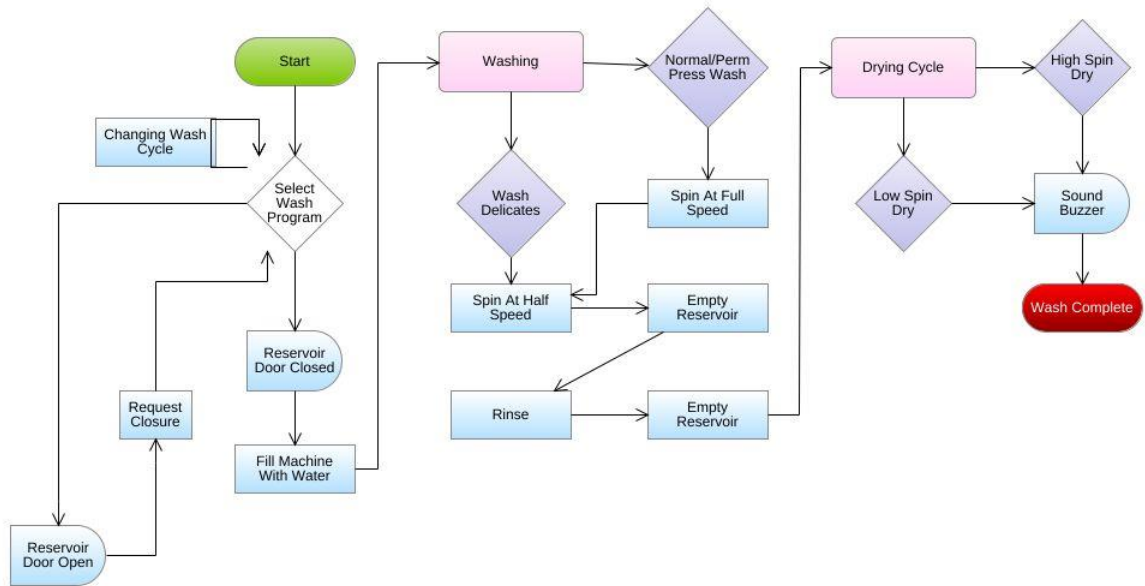 Start
Changing Wash
Cycle
Select
Wash
Program
Reservoir
Door Closed
Request
Closure
Fill Machine
With Water
Reservoir
Door Open
Washing
Normal/Perm
Press Wash
Wash
Delicates
Spin At Full
Speed
Spin At Half
Speed
Empty
Reservoir
Rinse
Empty
Reservoir
Drying Cycle
High Spin
Dry
Low Spin
Dry
Sound
Buzzer
Wash Complete